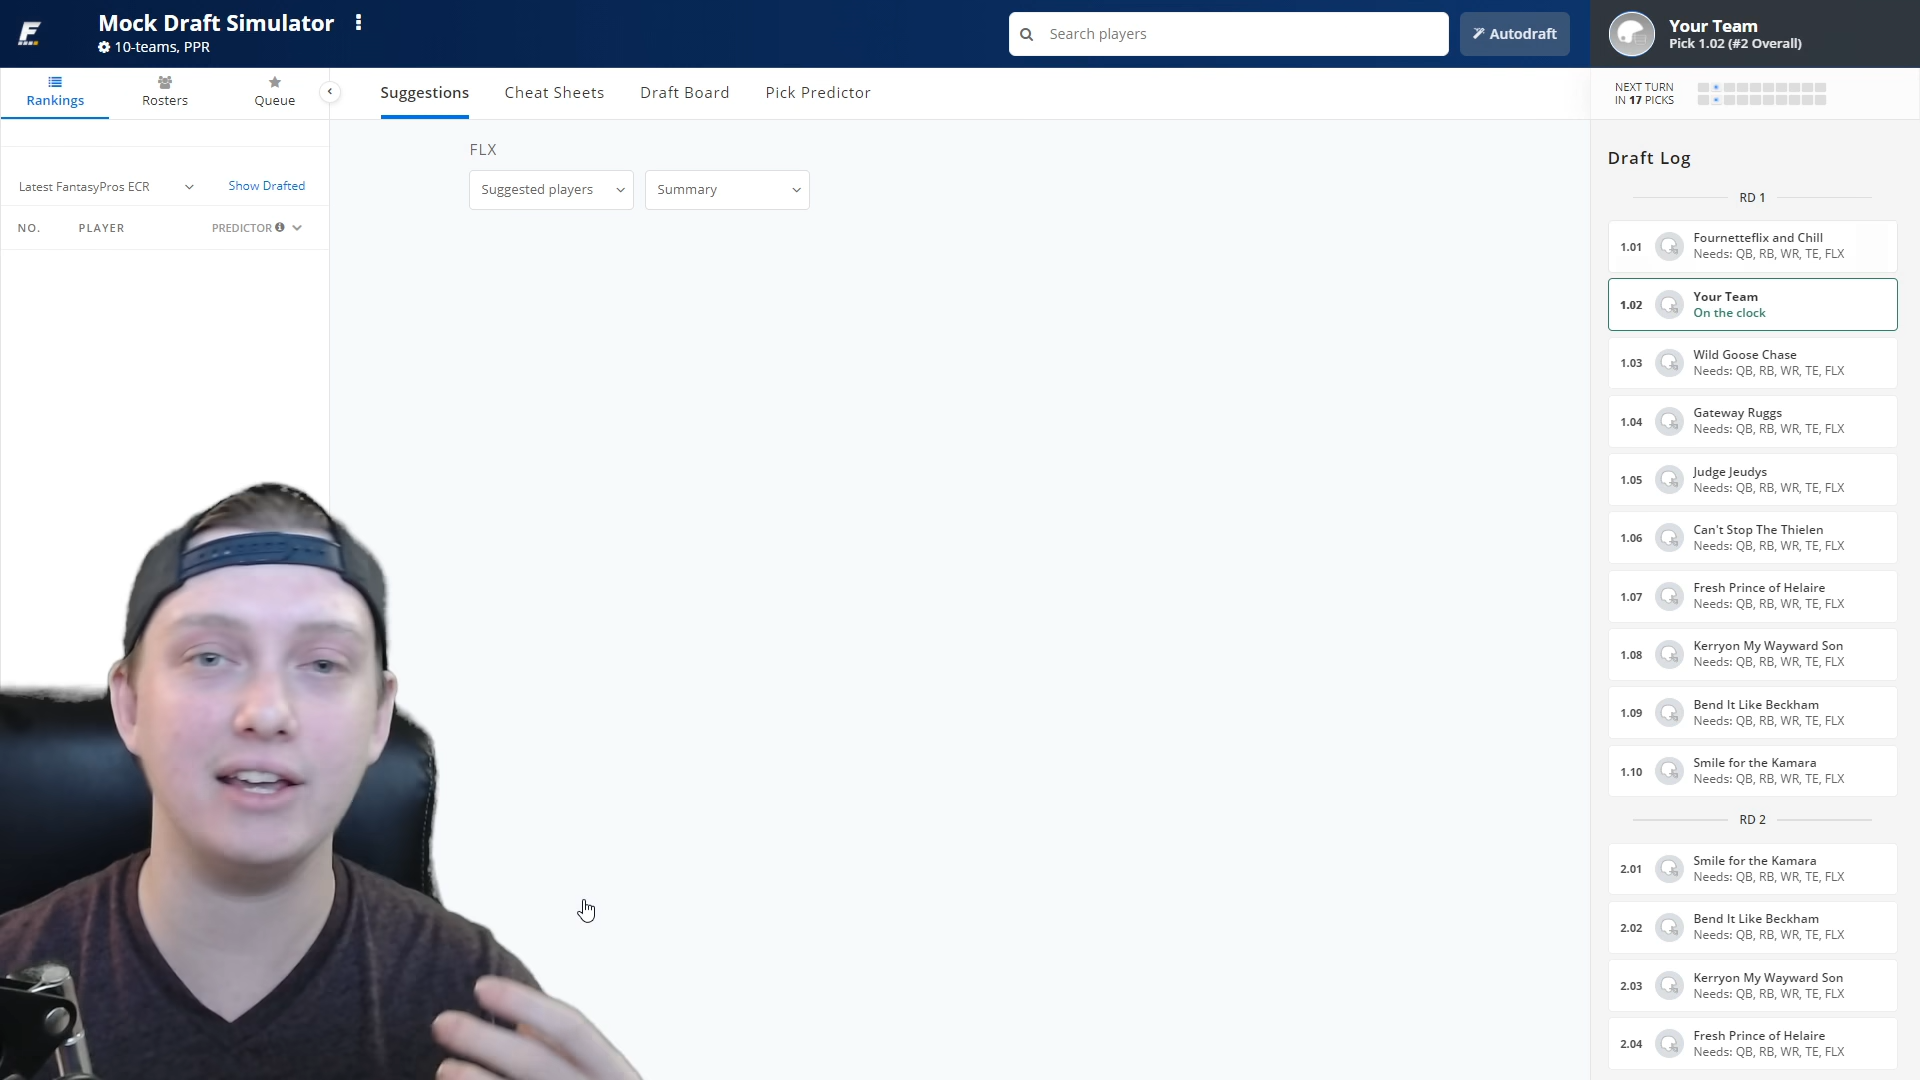 Mock Draft Simulator
10-teams, PPR
Search players
Autodraft
Your Team
Pick 1.02 (#2 Overall)
Rankings
Rosters
Queue
Suggestions
Cheat Sheets
Draft Board
Pick Predictor
NEXT TURN
IN 17 PICKS
FLX
Suggested players
Summary
Latest FantasyPros ECR
Show Drafted
NO.
PLAYER
PREDICTOR
Draft Log
RD 1
1.01
Fournetteflix and Chill
Needs: QB, RB, WR, TE, FLX
1.02
Your Team
On the clock
1.03
Wild Goose Chase
Needs: QB, RB, WR, TE, FLX
1.04
Gateway Ruggs
Needs: QB, RB, WR, TE, FLX
1.05
Judge Jeudys
Needs: QB, RB, WR, TE, FLX
1.06
Can't Stop The Thielen
Needs: QB, RB, WR, TE, FLX
1.07
Fresh Prince of Helaire
Needs: QB, RB, WR, TE, FLX
1.08
Kerryon My Wayward Son
Needs: QB, RB, WR, TE, FLX
1.09
Bend It Like Beckham
Needs: QB, RB, WR, TE, FLX
1.10
Smile for the Kamara
Needs: QB, RB, WR, TE, FLX
RD 2
2.01
Smile for the Kamara
Needs: QB, RB, WR, TE, FLX
2.02
Bend It Like Beckham
Needs: QB, RB, WR, TE, FLX
2.03
Kerryon My Wayward Son
Needs: QB, RB, WR, TE, FLX
2.04
Fresh Prince of Helaire
Needs: QB, RB, WR, TE, FLX